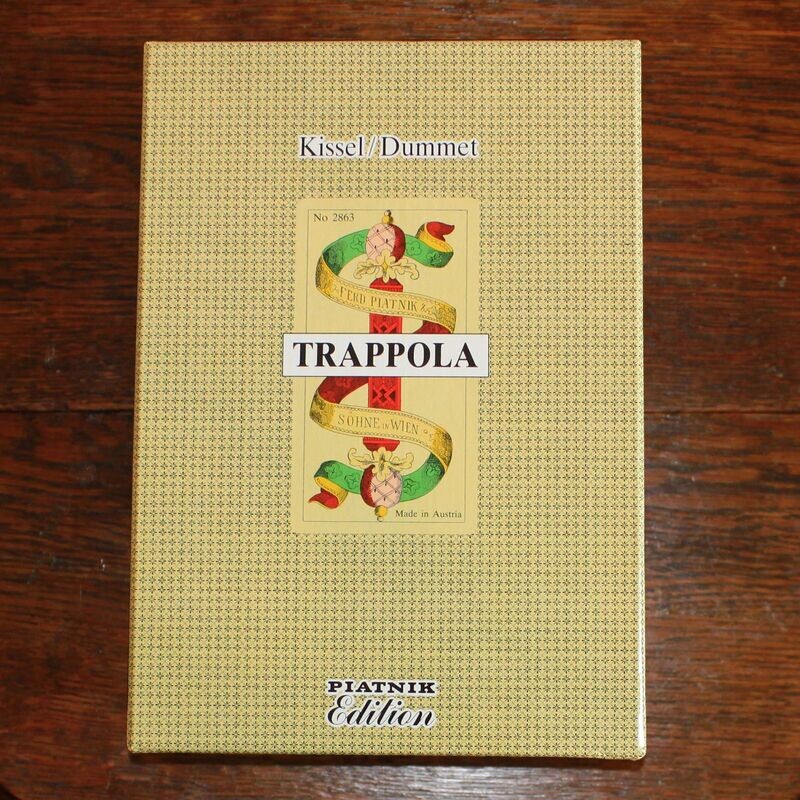 Kissel/Dummet
No 2863
FERD PIATNIK &
TRAPPOLA
SÖHNE IN WIEN
Made in Austria
PIATNIK
Edition